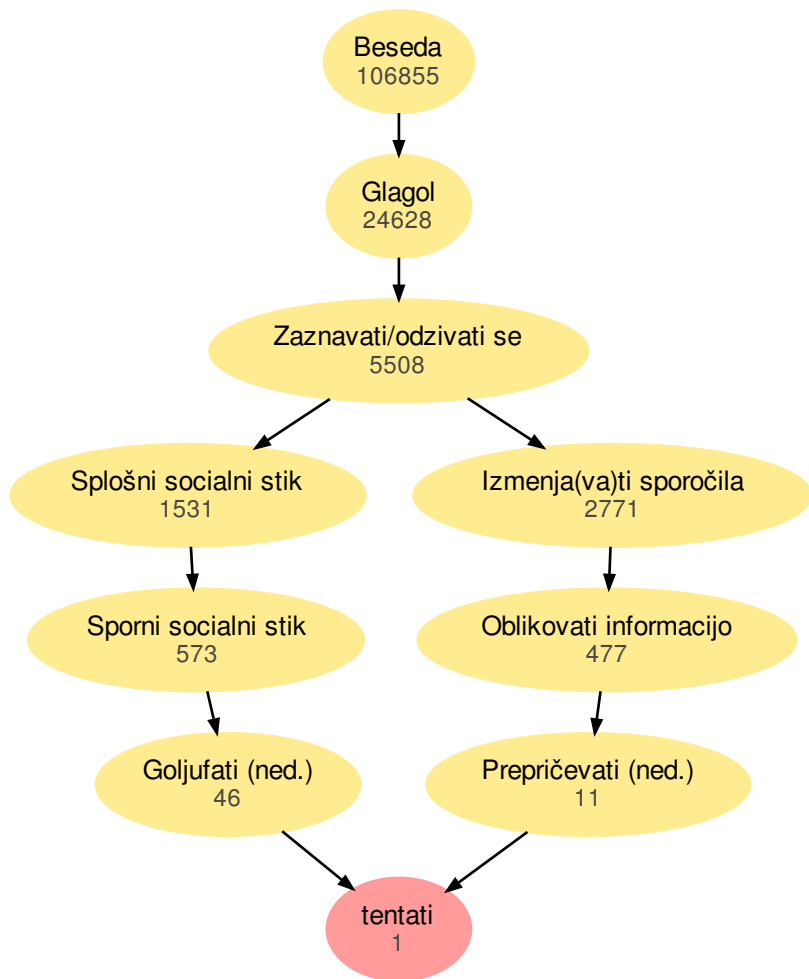 Beseda
106855
Glagol
24628
Zaznavati/odzivati se
5508
Splošni socialni stik
1531
Izmenja(va)ti sporočila
2771
Sporni socialni stik
573
Oblikovati informacijo
477
Goljufati (ned.)
46
Prepričevati (ned.)
11
tentati
1